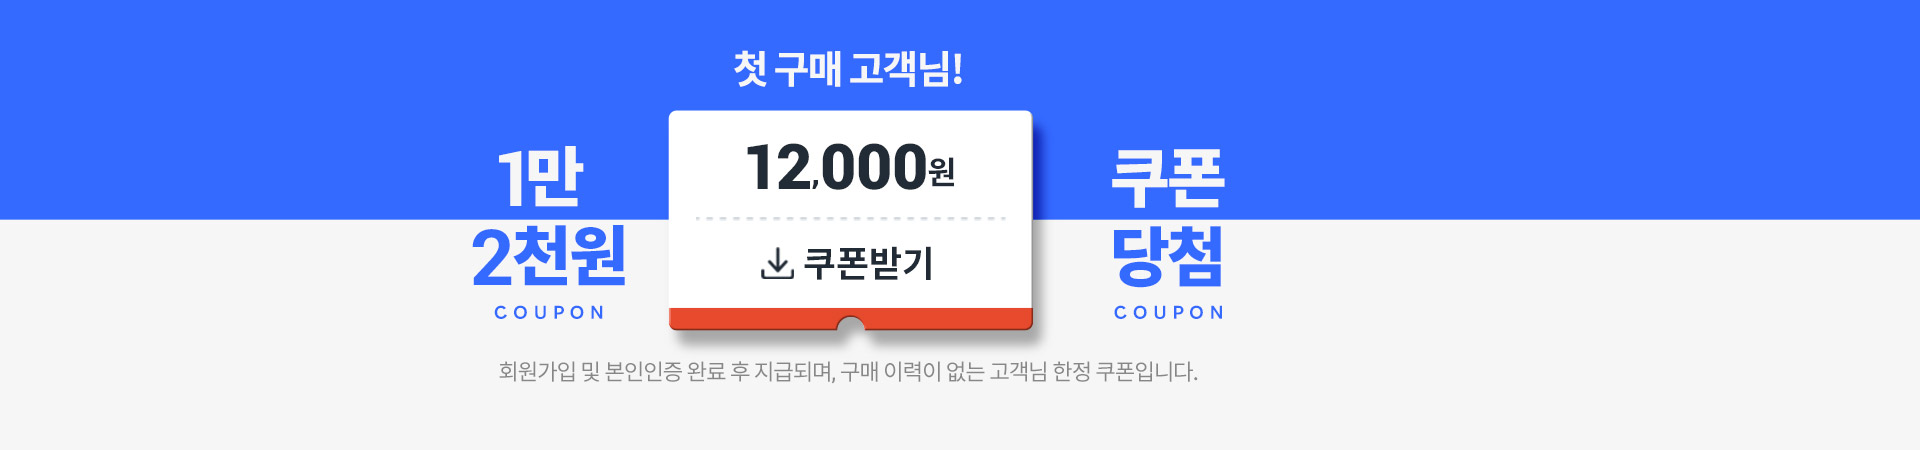 첫 구매 고객님!
1만
2천원
COUPON
12,000원
쿠폰받기
쿠폰
당첨
COUPON
회원가입 및 본인인증 완료 후 지급되며, 구매 이력이 없는 고객님 한정 쿠폰입니다.